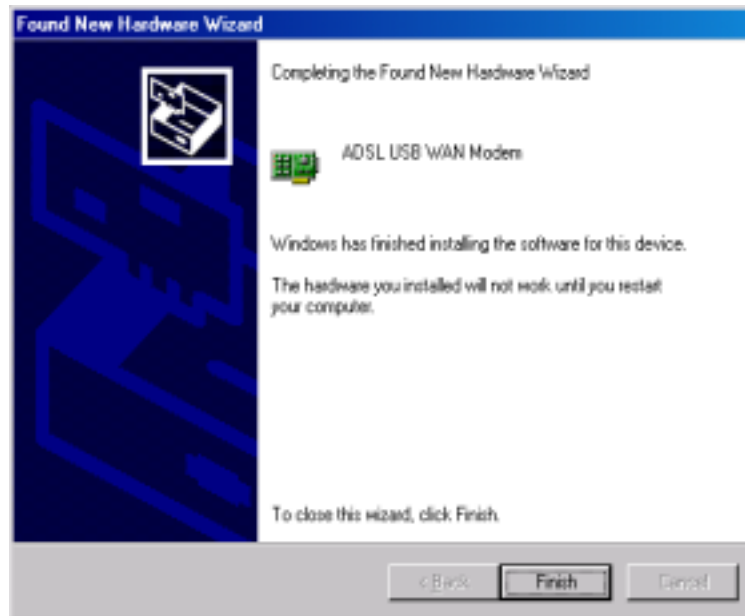 Found New Hardware Wizard
Completing the Found New Hardware Wizard
ADSL USB WAN Modem
Windows has finished installing the software for this device.
The hardware you installed will not work until you restart
your computer.
To close this wizard, click Finish.
< Back Finish Cancel